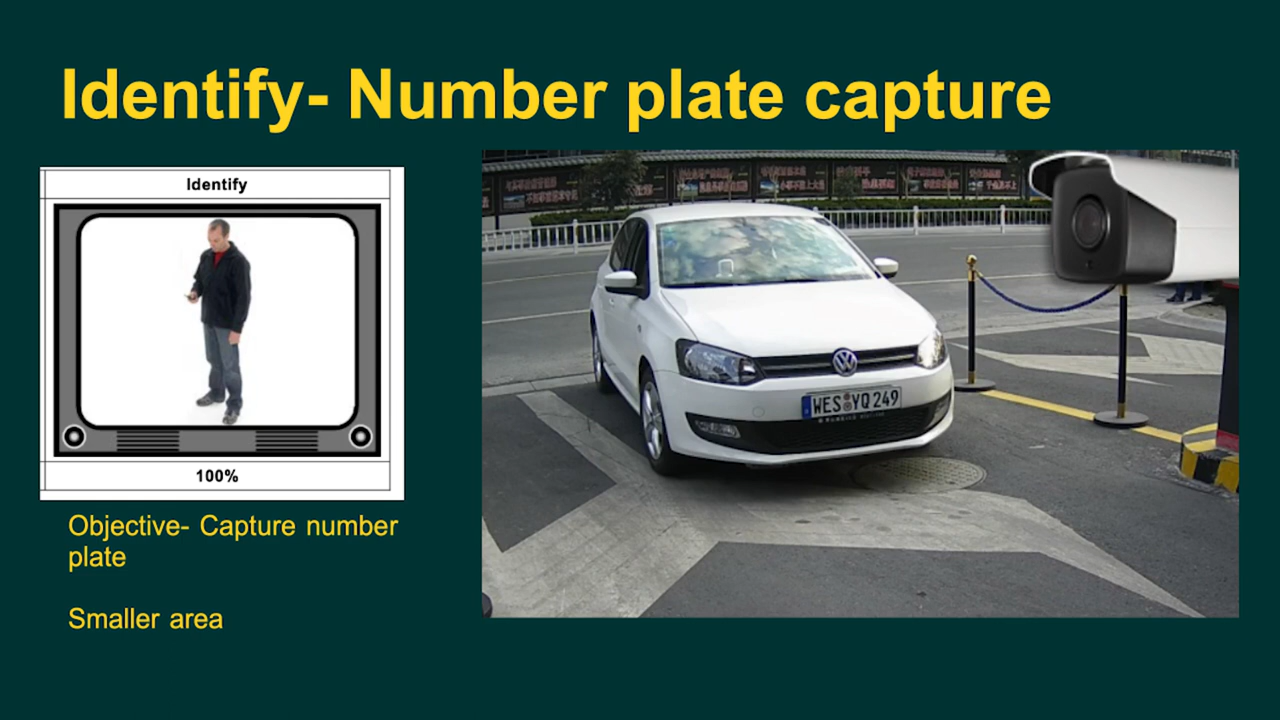 Identify- Number plate capture
Identify
100%
Objective- Capture number
plate
Smaller area
WES YQ 249